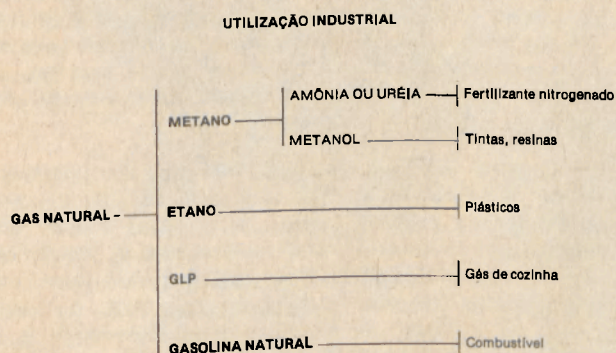 UTILIZAÇÃO INDUSTRIAL
AMÔNIA OU URÉIA
Fertilizante nitrogenado
METANO
METANOL
Tintas, resinas
GAS NATURAL
ETANO
Plásticos
GLP
Gás de cozinha
GASOLINA NATURAL
Combustível